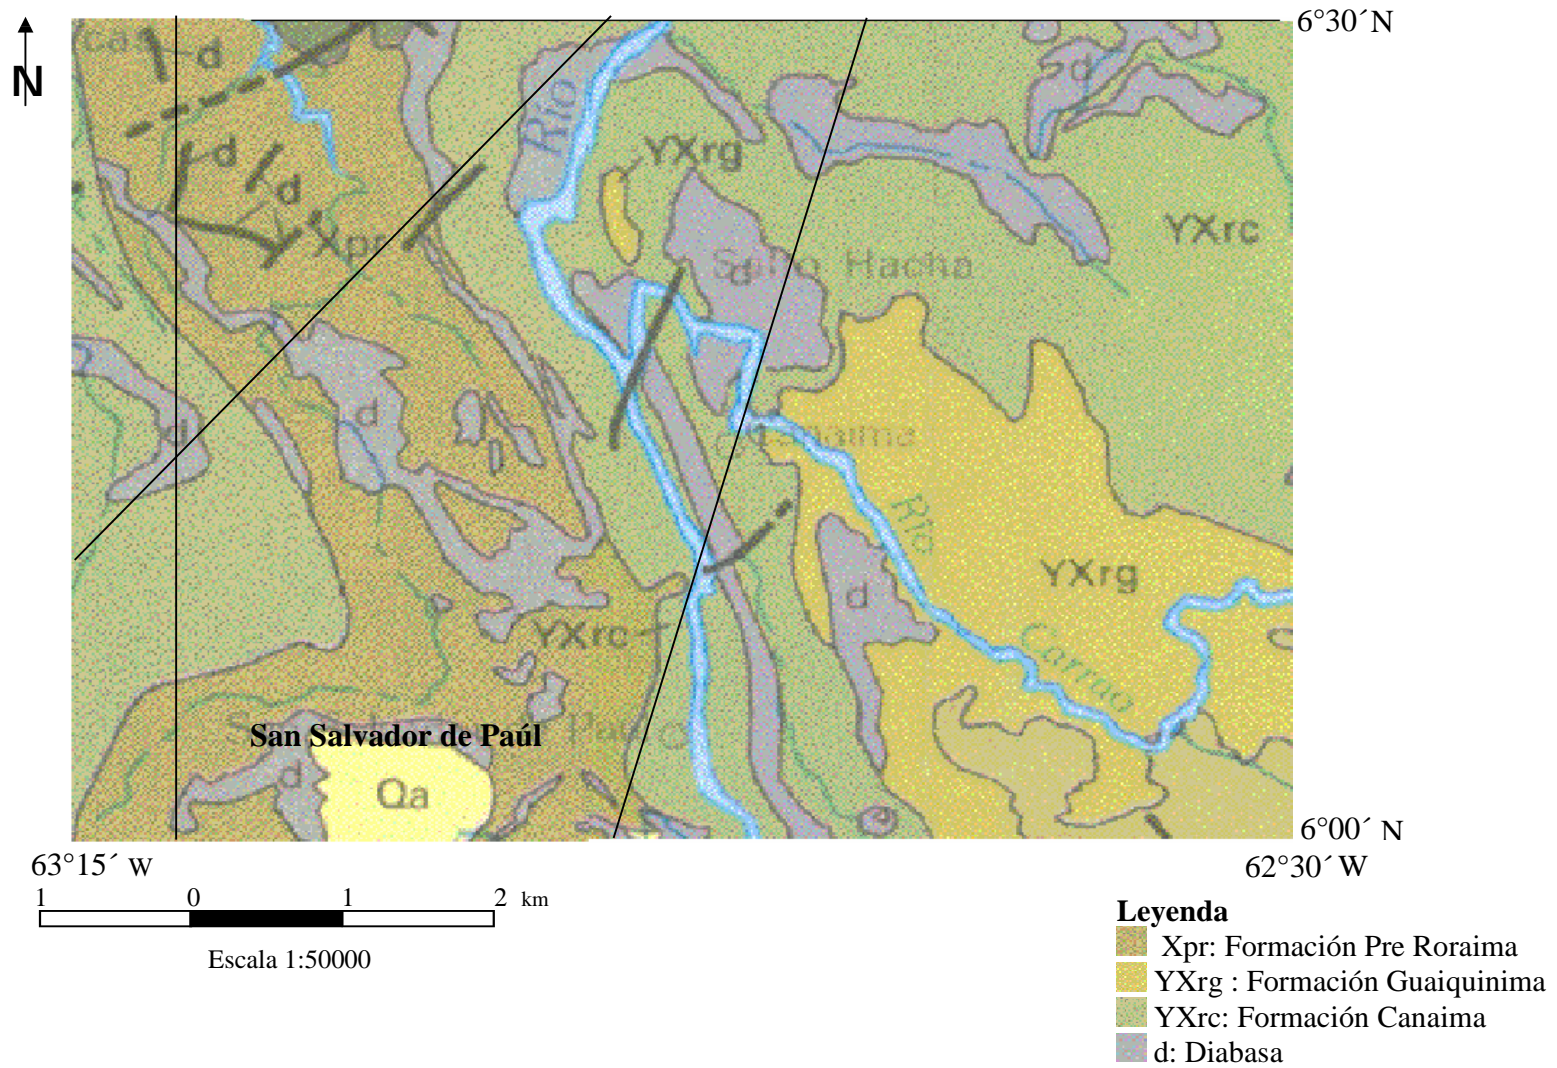 6°30´N
N
cas
d
Río
d
YXrg
d
d
YXrc
Xpr
Salto Hacha
d
d
d
Canaima
Río
YXrg
d
Carrao
YXrc
San Salvador de Paúl
d
Qa
6°00´ N
63°15´ W
62°30´ W
1 0 1 2 km
Escala 1:50000
Leyenda
Xpr: Formación Pre Roraima
YXrg : Formación Guaiquinima
YXrc: Formación Canaima
d: Diabasa